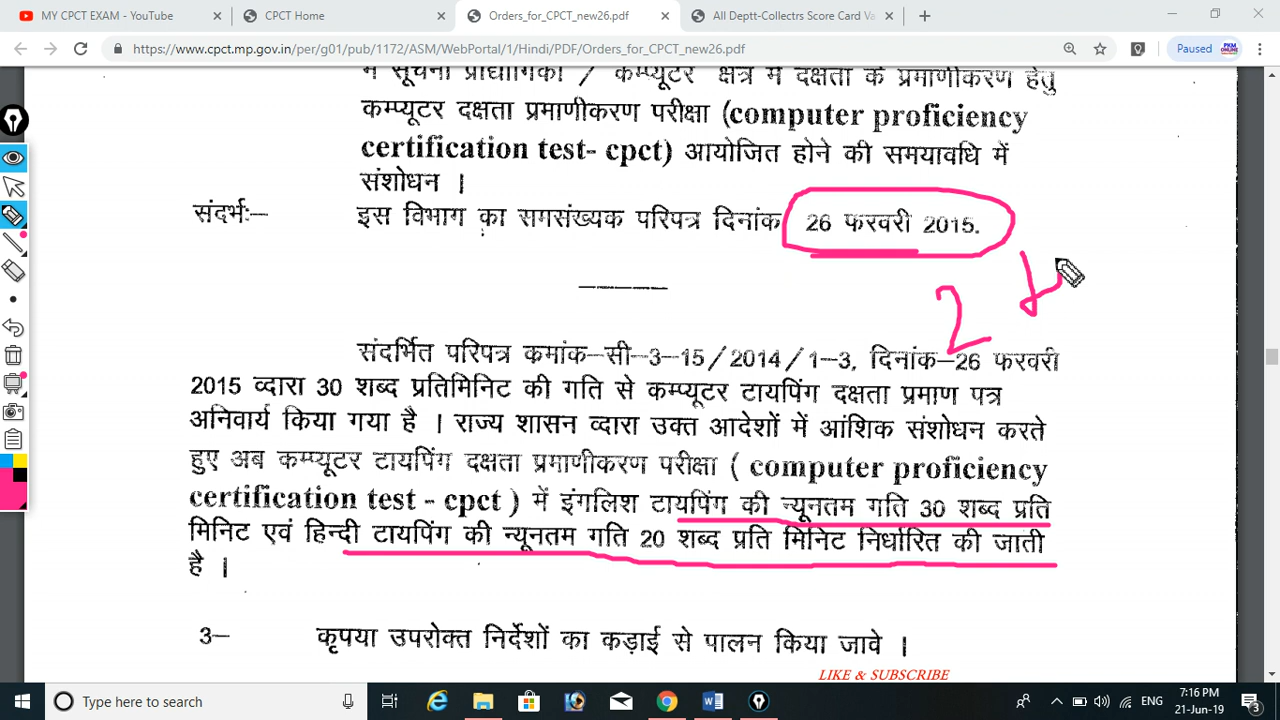 MY CPCT EXAM - YouTube
CPCT Home
Orders_for_CPCT_new26.pdf
All Deptt-Collectrs Score Card Va
https://www.cpct.mp.gov.in/per/g01/pub/1172/ASM/WebPortal/1/Hindi/PDF/Orders_for_CPCT_new26.pdf
Paused
में सूचना प्रौद्योगिकी / कम्प्यूटर क्षेत्र में दक्षता के प्रमाणीकरण हेतु
कम्प्यूटर दक्षता प्रमाणीकरण परीक्षा (computer proficiency
certification test- cpct) आयोजित होने की समयावधि में
संशोधन ।
संदर्भः— इस विभाग का समसंख्यक परिपत्र दिनांक 26 फरवरी 2015.
2
संदर्भित परिपत्र कमांक—सी—3—15/2014/1—3, दिनांक—26 फरवरी
2015 व्दारा 30 शब्द प्रतिमिनिट की गति से कम्प्यूटर टायपिंग दक्षता प्रमाण पत्र
अनिवार्य किया गया है । राज्य शासन व्दारा उक्त आदेशों में आंशिक संशोधन करते
हुए अब कम्प्यूटर टायपिंग दक्षता प्रमाणीकरण परीक्षा ( computer proficiency
certification test - cpct ) में इंगलिश टायपिंग की न्यूनतम गति 30 शब्द प्रति
मिनिट एवं हिन्दी टायपिंग की न्यूनतम गति 20 शब्द प्रति मिनिट निर्धारित की जाती
है ।
3— कृपया उपरोक्त निर्देशों का कड़ाई से पालन किया जावे ।
LIKE & SUBSCRIBE
Type here to search
ENG
7:16 PM
21-Jun-19